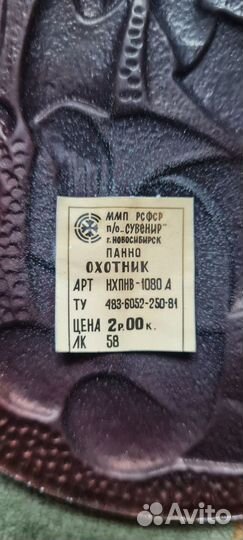 ММП РСФСР
п/о „СУВЕНИР"
г. НОВОСИБИРСК
ПАННО
ОХОТНИК
АРТ НХПНВ-1080 А
ТУ 483-6052-250-81
ЦЕНА 2р.00к.
ЛК 58
Avito